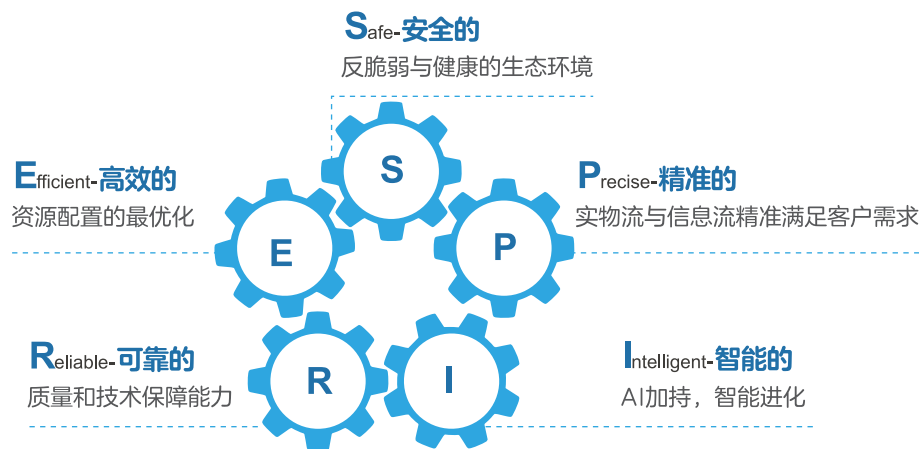 Safe-安全的
反脆弱与健康的生态环境
S
Efficient-高效的
资源配置的最优化
E
Precise-精准的
实物流与信息流精准满足客户需求
P
Reliable-可靠的
质量和技术保障能力
R
Intelligent-智能的
AI加持，智能进化
I